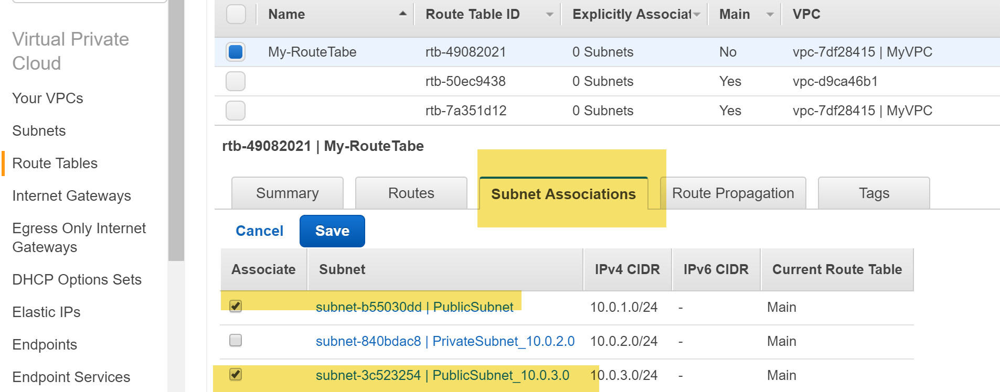 Virtual Private
Cloud
Your VPCs
Subnets
Route Tables
Internet Gateways
Egress Only Internet
Gateways
DHCP Options Sets
Elastic IPs
Endpoints
Endpoint Services
Name Route Table ID Explicitly Associat Main VPC
My-RouteTabe rtb-49082021 0 Subnets No vpc-7df28415 | MyVPC
rtb-50ec9438 0 Subnets Yes vpc-d9ca46b1
rtb-7a351d12 0 Subnets Yes vpc-7df28415 | MyVPC
rtb-49082021 | My-RouteTabe
Summary Routes Subnet Associations Route Propagation Tags
Cancel Save
Associate Subnet IPv4 CIDR IPv6 CIDR Current Route Table
subnet-b55030dd | PublicSubnet 10.0.1.0/24 - Main
subnet-840bdac8 | PrivateSubnet_10.0.2.0 10.0.2.0/24 - Main
subnet-3c523254 | PublicSubnet_10.0.3.0 10.0.3.0/24 - Main